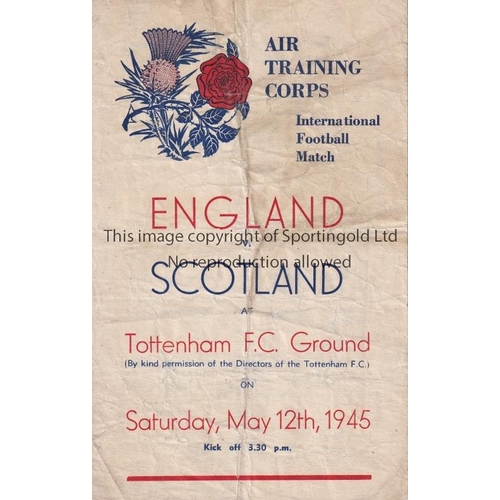 AIR
TRAINING
CORPS
International
Football
Match
ENGLAND
This image copyright of Sportingold Ltd
v.
No reproduction allowed
SCOTLAND
AT
Tottenham F.C. Ground
(By kind permission of the Directors of the Tottenham F.C.)
ON
Saturday, May 12th, 1945
Kick off 3.30 p.m.